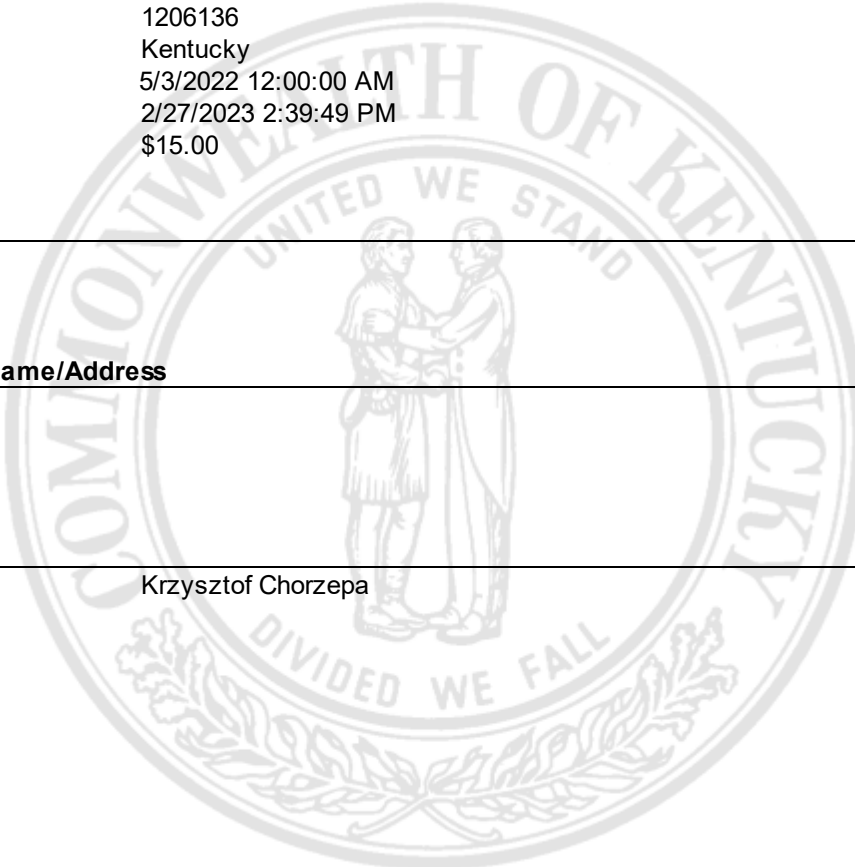 1206136
Kentucky
5/3/2022 12:00:00 AM
2/27/2023 2:39:49 PM
$15.00
COMMONWEALTH OF KENTUCKY
UNITED WE STAND
ame/Address
Krzysztof Chorzepa
DIVIDED WE FALL